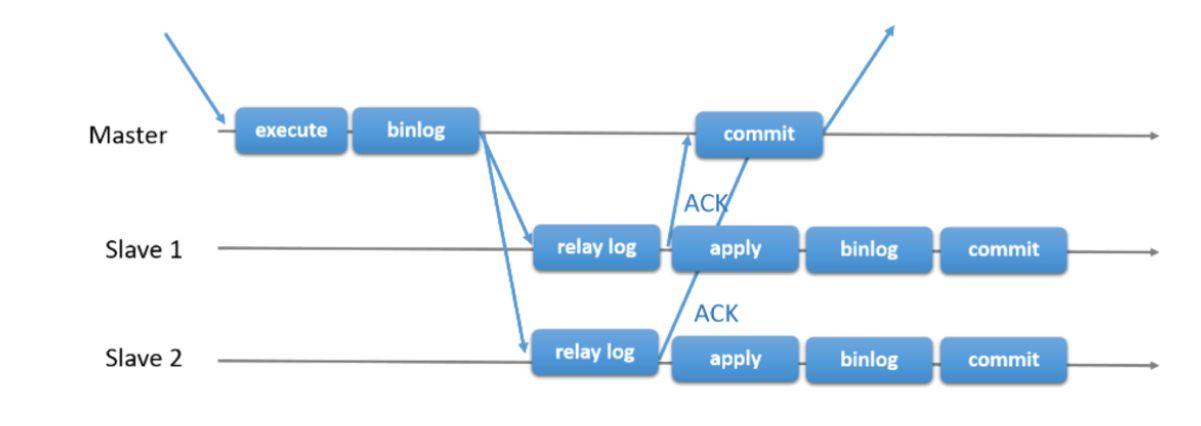 Master
execute
binlog
commit
ACK
Slave 1
relay log
apply
binlog
commit
ACK
Slave 2
relay log
apply
binlog
commit